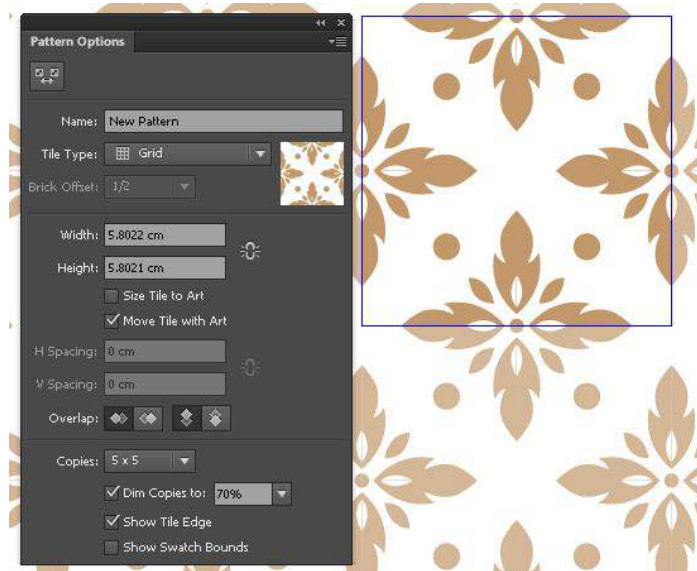 Pattern Options
Name: New Pattern
Tile Type: Grid
Brick Offset: 1/2
Width: 5.8022 cm
Height: 5.8021 cm
Size Tile to Art
Move Tile with Art
H Spacing: 0 cm
V Spacing: 0 cm
Overlap:
Copies: 5 x 5
Dim Copies to: 70%
Show Tile Edge
Show Swatch Bounds